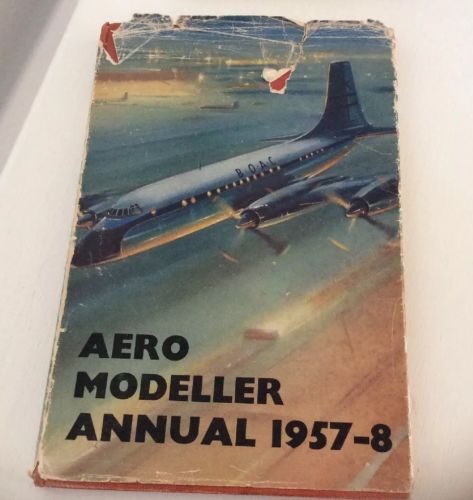 B.O.A.C
AERO
MODELLER
ANNUAL 1957-8